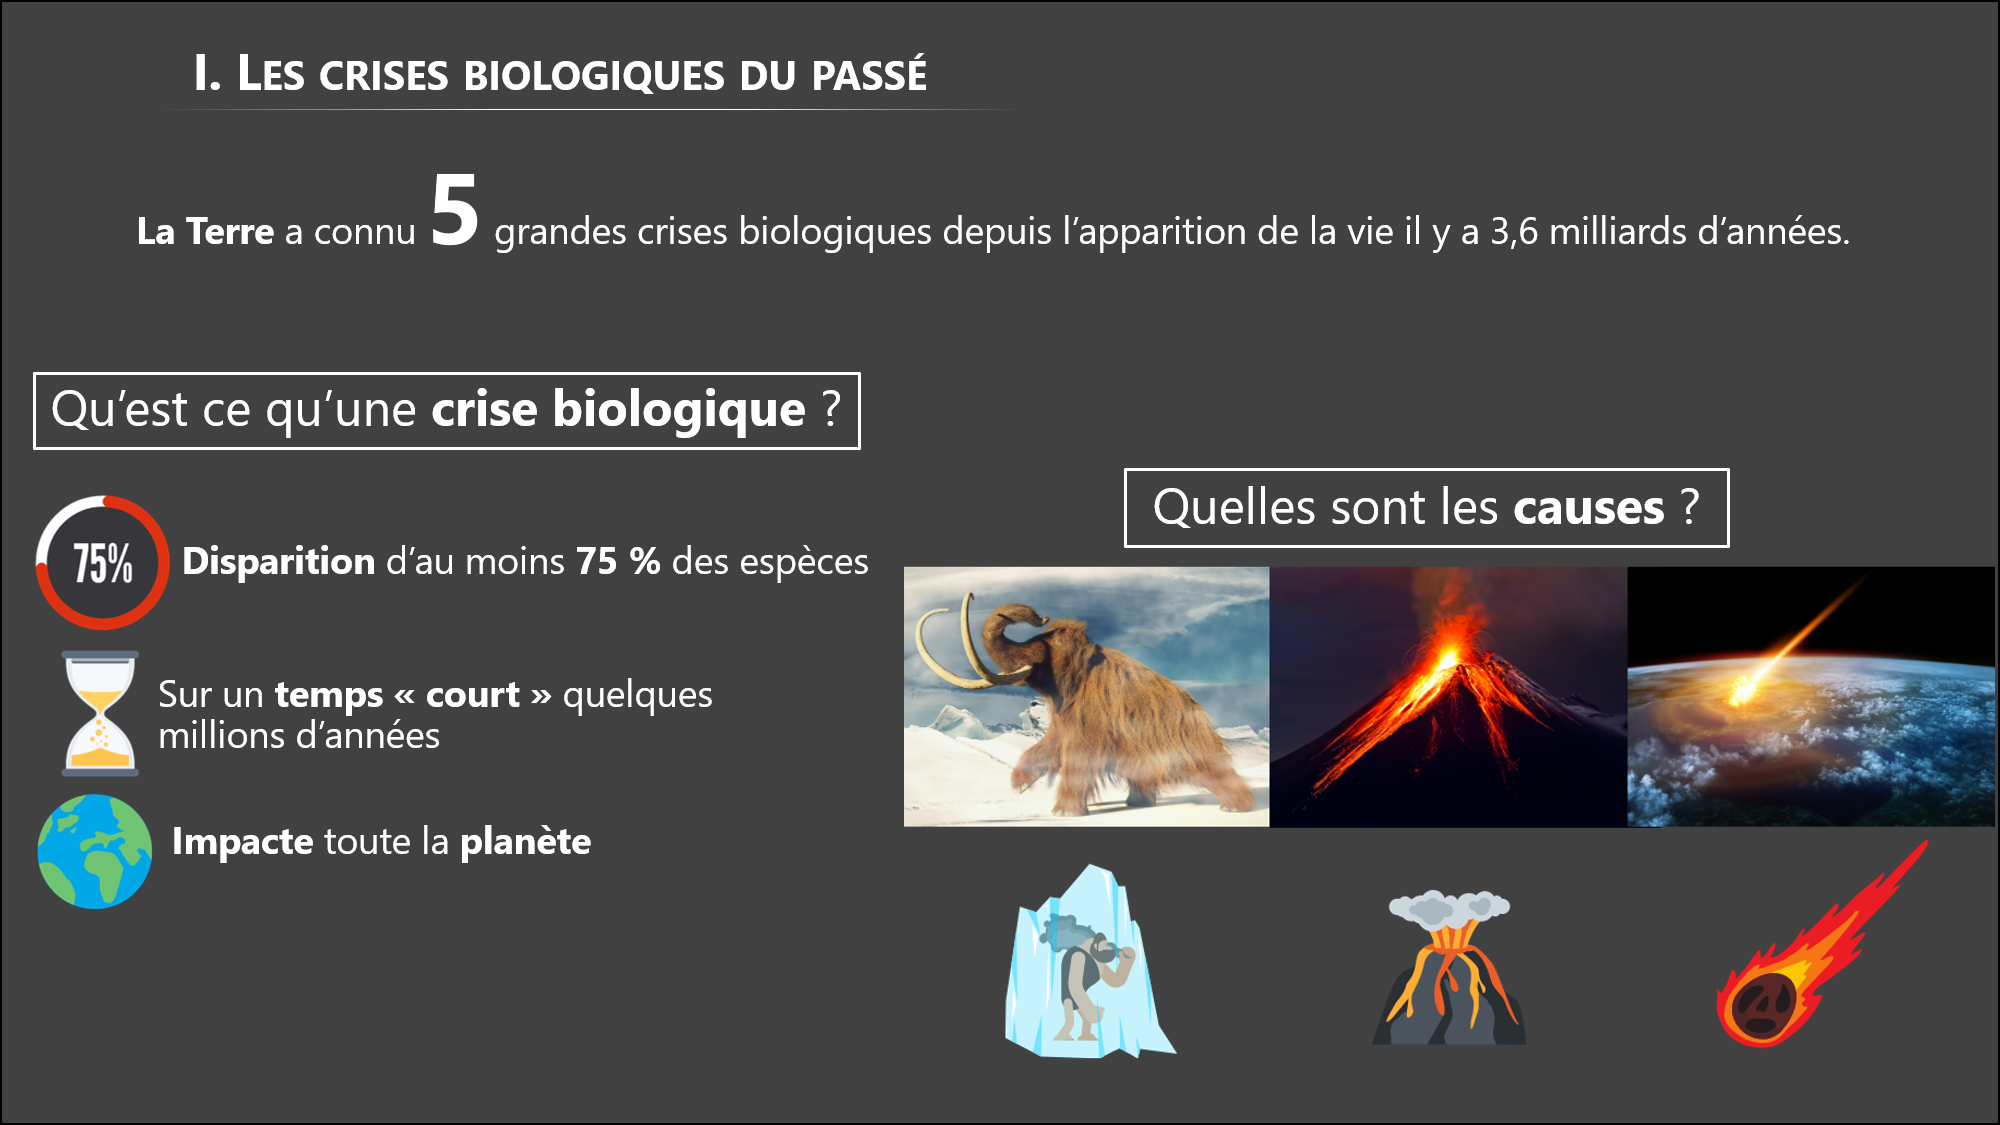 I. LES CRISES BIOLOGIQUES DU PASSÉ
La Terre a connu 5 grandes crises biologiques depuis l’apparition de la vie il y a 3,6 milliards d’années.
Qu’est ce qu’une crise biologique ?
75%
Disparition d’au moins 75 % des espèces
Sur un temps « court » quelques
millions d’années
Impacte toute la planète
Quelles sont les causes ?